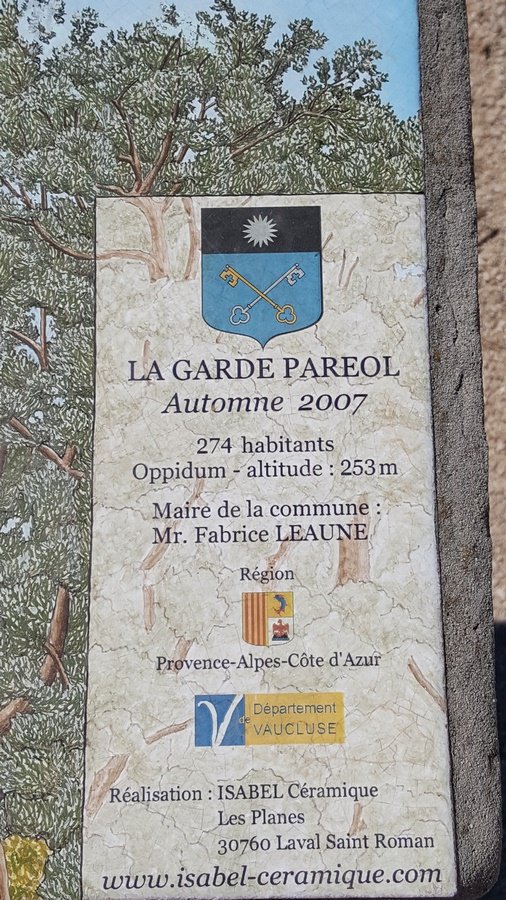 LA GARDE PAREOL
Automne 2007
274 habitants
Oppidum - altitude : 253 m
Maire de la commune :
Mr. Fabrice LEAUNE
Région
Provence-Alpes-Côte d'Azur
V de Département
VAUCLUSE
Réalisation : ISABEL Céramique
Les Planes
30760 Laval Saint Roman
www.isabel-ceramique.com